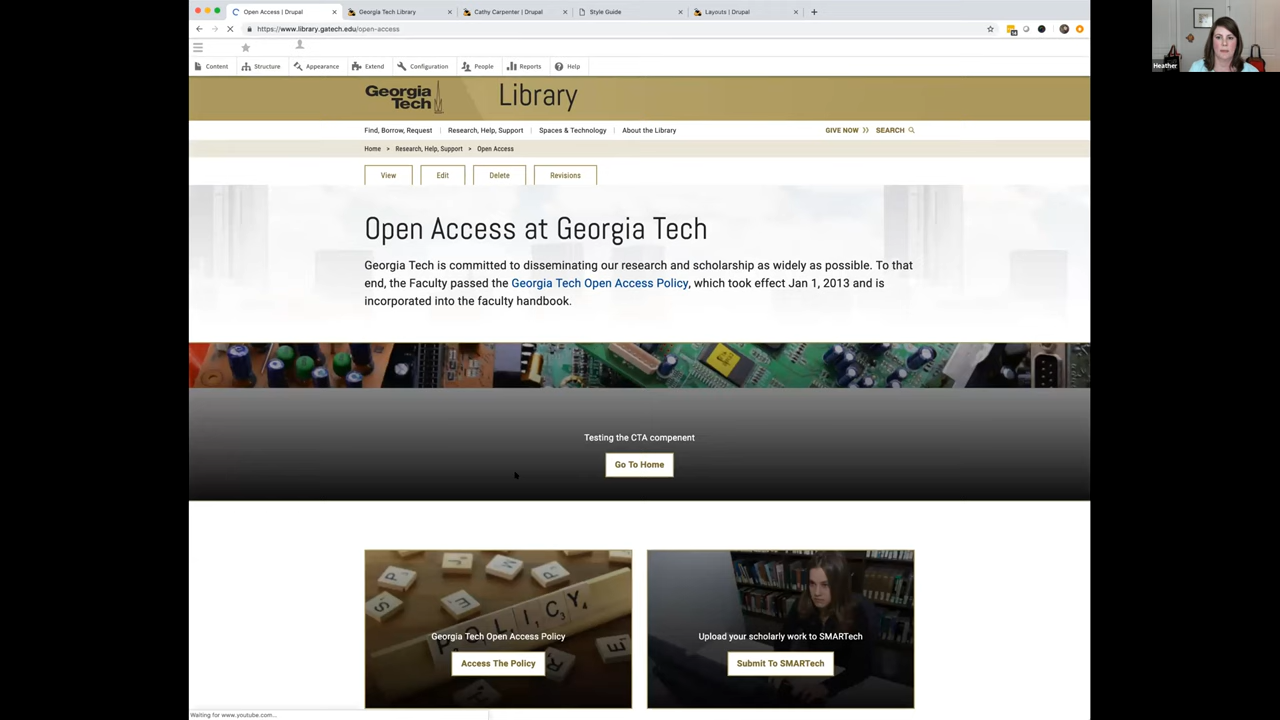 Open Access | Drupal
Georgia Tech Library
Cathy Carpenter | Drupal
Style Guide
Layouts | Drupal
https://www.library.gatech.edu/open-access
Content
Structure
Appearance
Extend
Configuration
People
Reports
Help
Heather
Georgia
Tech
Library
Find, Borrow, Request
Research, Help, Support
Spaces & Technology
About the Library
GIVE NOW
SEARCH
Home > Research, Help, Support > Open Access
View
Edit
Delete
Revisions
Open Access at Georgia Tech
Georgia Tech is committed to disseminating our research and scholarship as widely as possible. To that
end, the Faculty passed the Georgia Tech Open Access Policy, which took effect Jan 1, 2013 and is
incorporated into the faculty handbook.
Testing the CTA compenent
Go To Home
POLICY
Georgia Tech Open Access Policy
Access The Policy
Upload your scholarly work to SMARTech
Submit To SMARTech
Waiting for www.youtube.com...